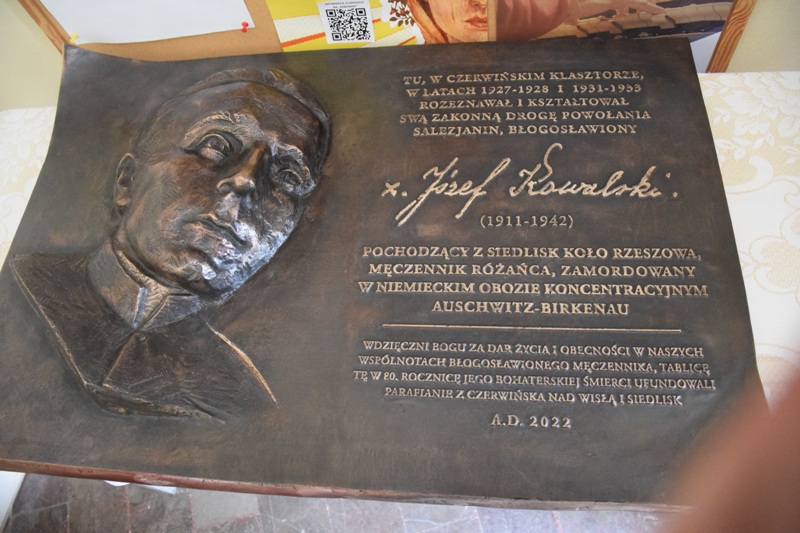 TU, W CZERWIŃSKIM KLASZTORZE,
W LATACH 1927-1928 I 1931-1933
ROZEZNAWAŁ I KSZTAŁTOWAŁ
SWĄ ZAKONNĄ DROGĘ POWOŁANIA
SALEZJANIN, BŁOGOSŁAWIONY
x. Józef Kowalski.
(1911-1942)
POCHODZĄCY Z SIEDLISK KOŁO RZESZOWA,
MĘCZENNIK RÓŻAŃCA, ZAMORDOWANY
W NIEMIECKIM OBOZIE KONCENTRACYJNYM
AUSCHWITZ-BIRKENAU
WDZIĘCZNI BOGU ZA DAR ŻYCIA I OBECNOŚCI W NASZYCH
WSPÓLNOTACH BŁOGOSŁAWIONEGO MĘCZENNIKA, TABLICĘ
TĘ W 80. ROCZNICĘ JEGO BOHATERSKIEJ ŚMIERCI UFUNDOWALI
PARAFIANIE Z CZERWIŃSKA NAD WISŁĄ I SIEDLISK
A.D. 2022